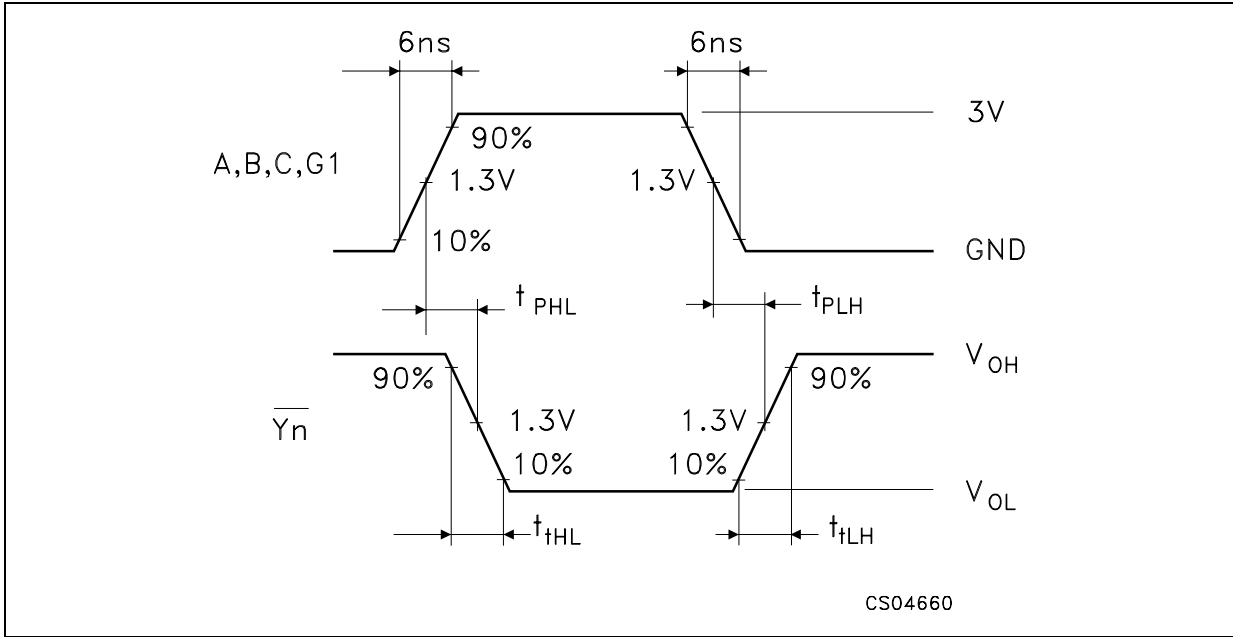 6ns 6ns
3V
90%
A,B,C,G1
1.3V 1.3V
10%
GND
t PHL tPLH
VOH
90% 90%
Yn
1.3V 1.3V
10% 10%
VOL
ttHL ttLH
CS04660